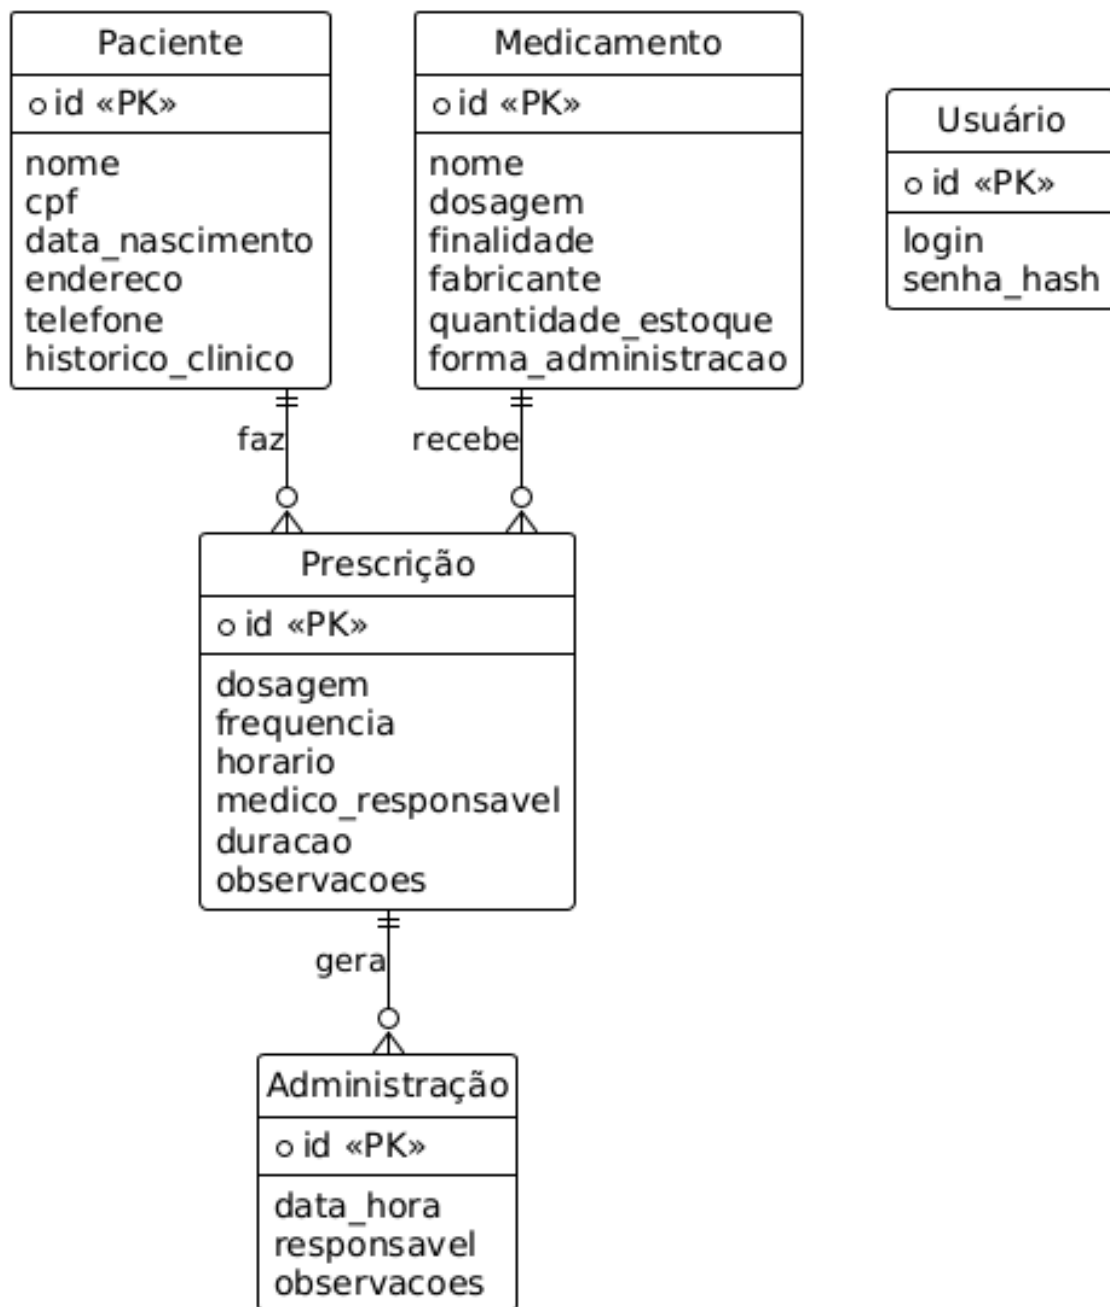 Paciente
id «PK»
nome
cpf
data_nascimento
endereco
telefone
historico_clinico
Medicamento
id «PK»
nome
dosagem
finalidade
fabricante
quantidade_estoque
forma_administracao
Usuário
id «PK»
login
senha_hash
faz
recebe
Prescrição
id «PK»
dosagem
frequencia
horario
medico_responsavel
duracao
observacoes
gera
Administração
id «PK»
data_hora
responsavel
observacoes